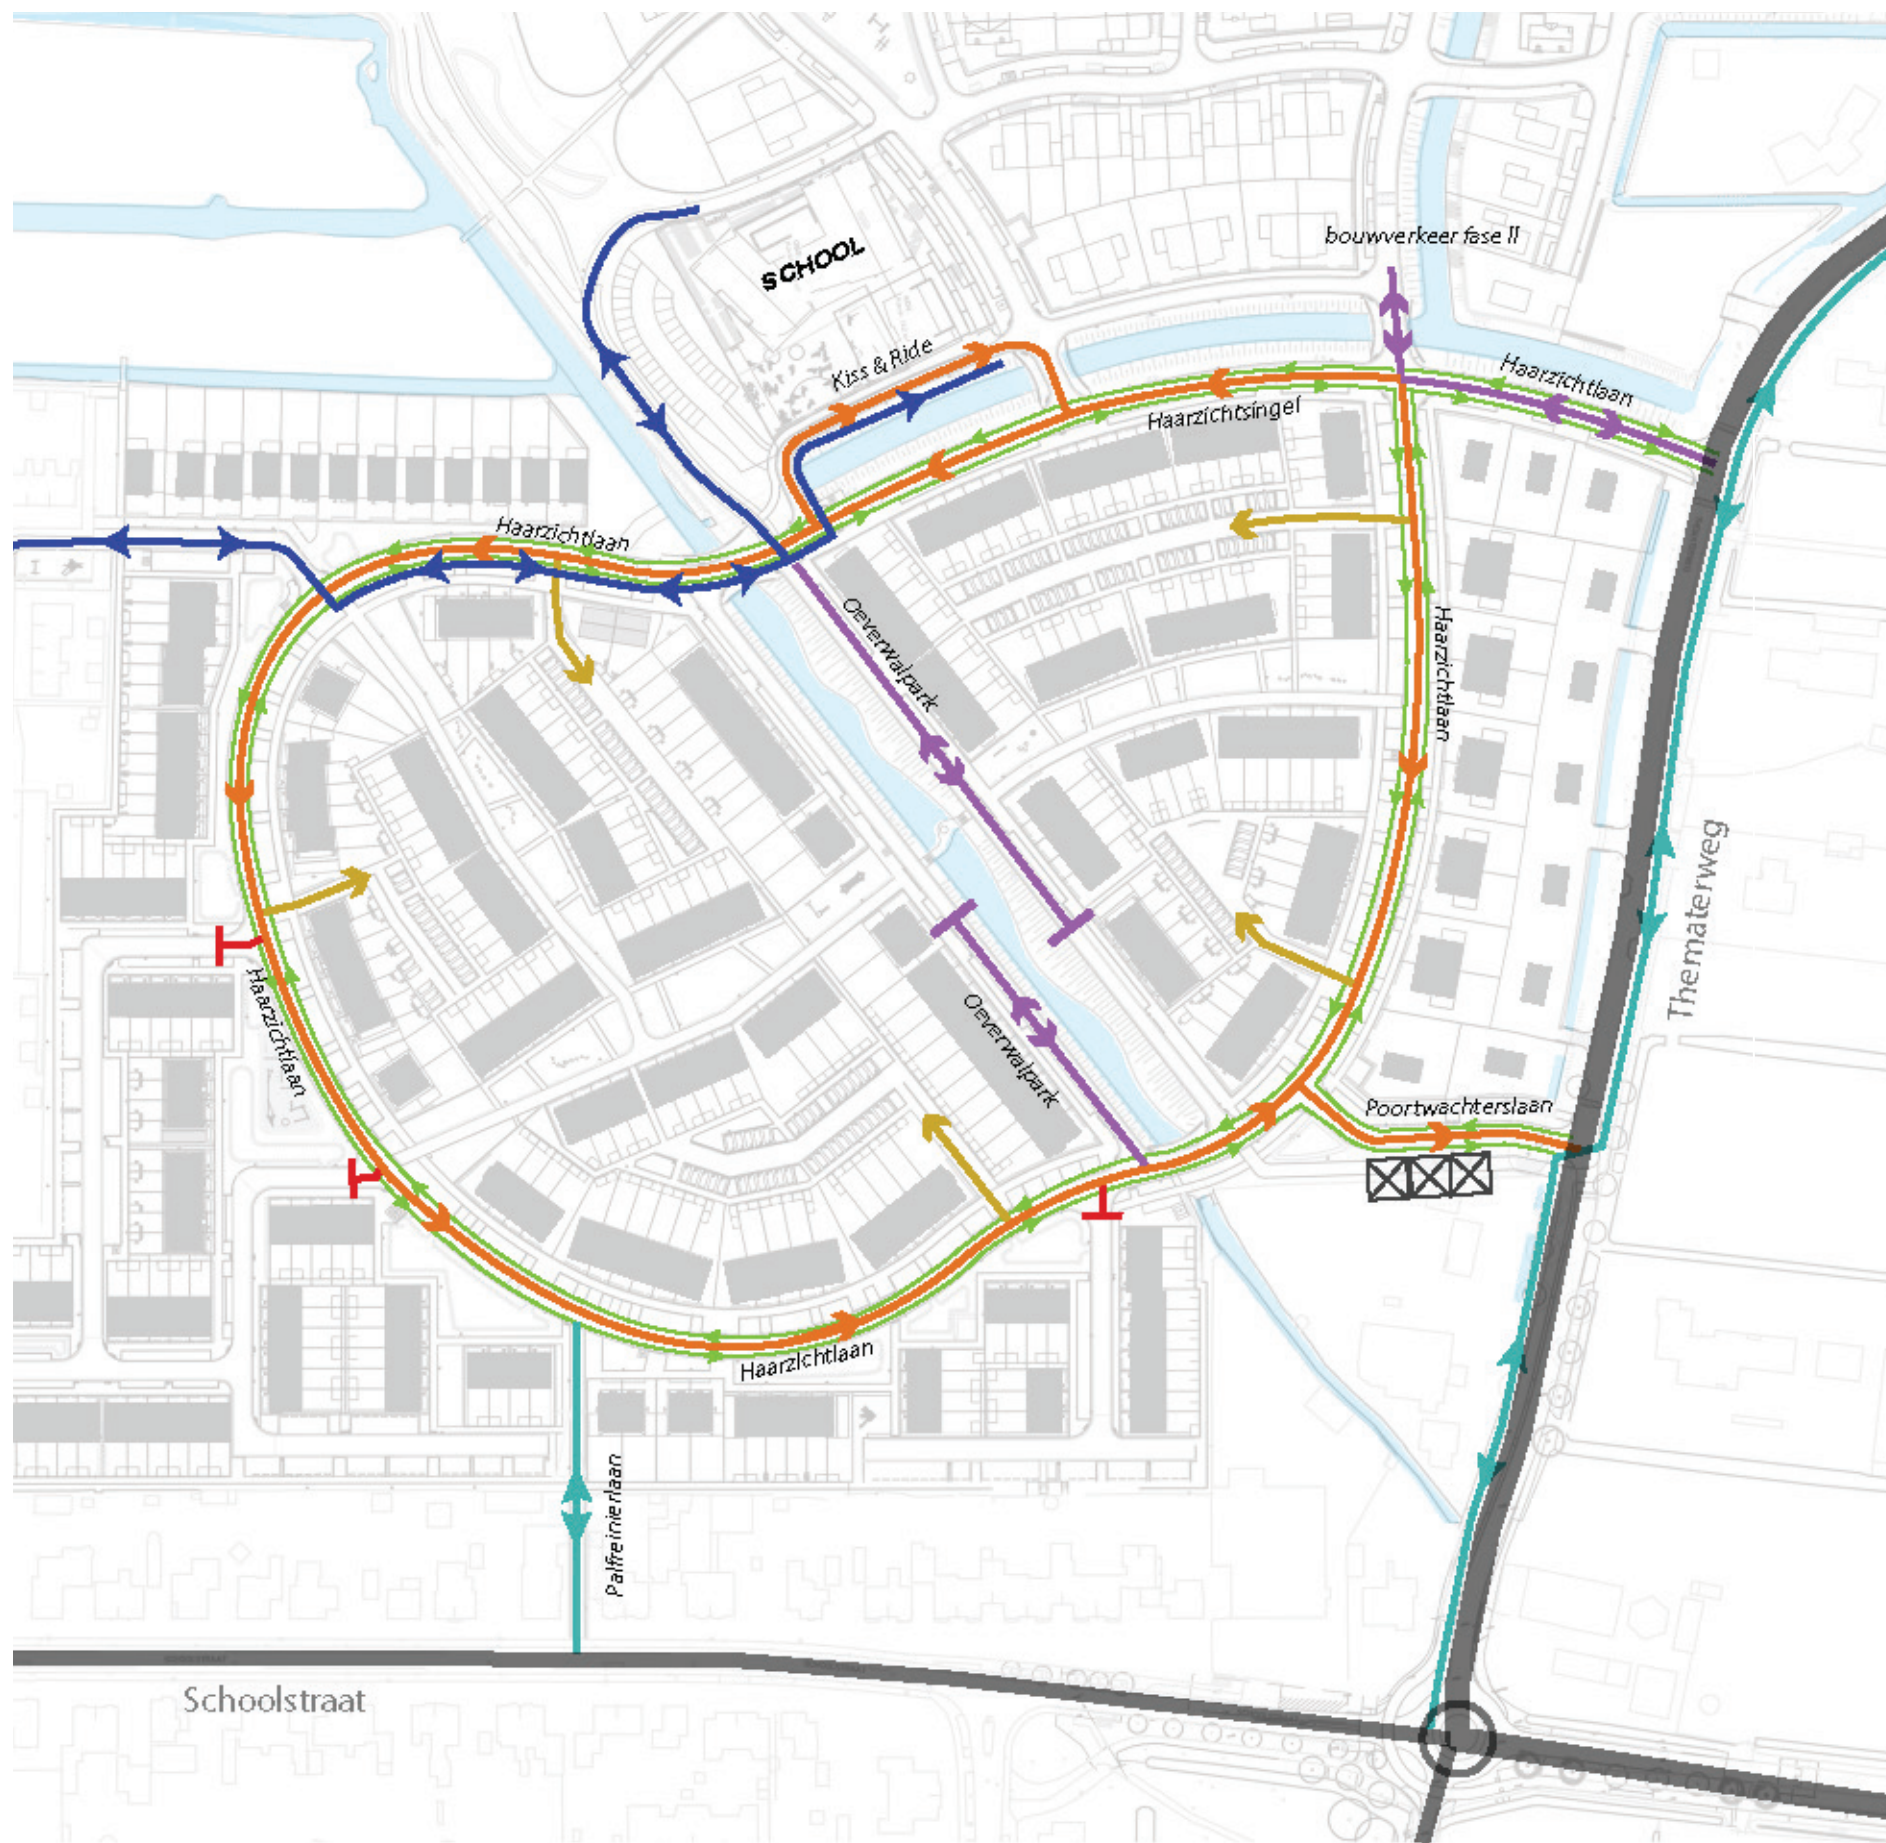 SCHOOL
bouwverkeer fase II
Kiss & Ride
Haarzichtlaan
Haarzichtsingel
Haarzichtlaan
Oeverwalpark
Haarzichtlaan
Thematerweg
Haarzichtlaan
Oeverwalpark
Poortwachterslaan
Haarzichtlaan
Palfreinierlaan
Schoolstraat